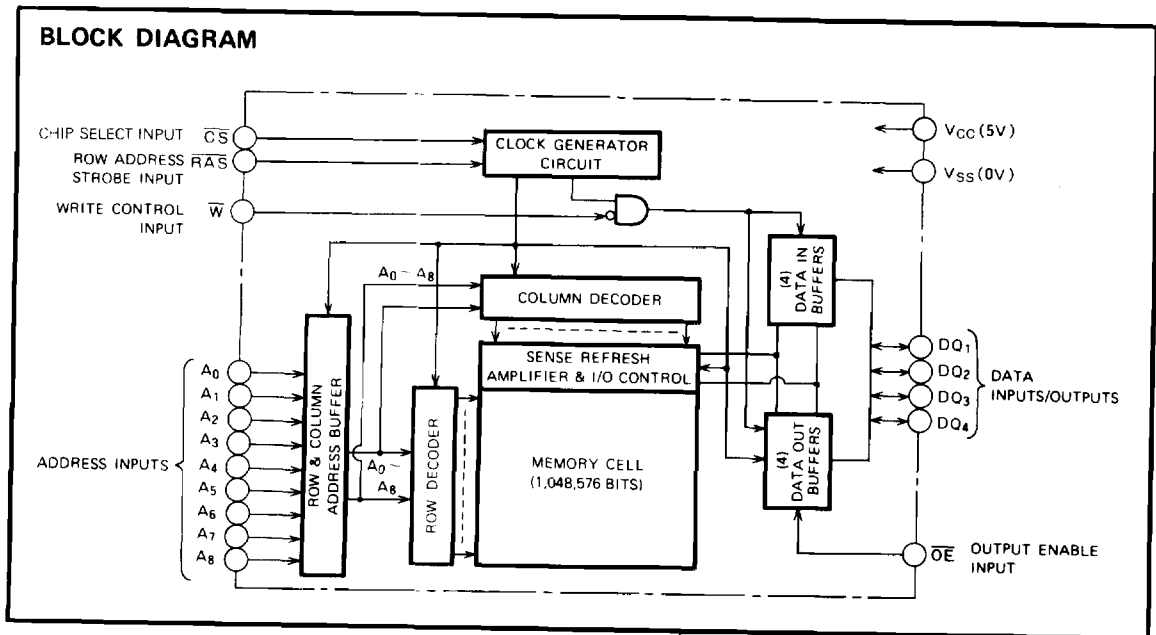 BLOCK DIAGRAM
CHIP SELECT INPUT C̅S̅
ROW ADDRESS R̅A̅S̅
STROBE INPUT
WRITE CONTROL W̅
INPUT
CLOCK GENERATOR
CIRCUIT
VCC (5V)
VSS (0V)
A0~A8
COLUMN DECODER
SENSE REFRESH
AMPLIFIER & I/O CONTROL
(4)
DATA IN
BUFFERS
ADDRESS INPUTS
A0
A1
A2
A3
A4
A5
A6
A7
A8
ROW & COLUMN
ADDRESS BUFFER
A0~
A8
ROW DECODER
MEMORY CELL
(1,048,576 BITS)
(4)
DATA OUT
BUFFERS
DQ1
DQ2
DQ3
DQ4
DATA
INPUTS/OUTPUTS
O̅E̅ OUTPUT ENABLE
INPUT